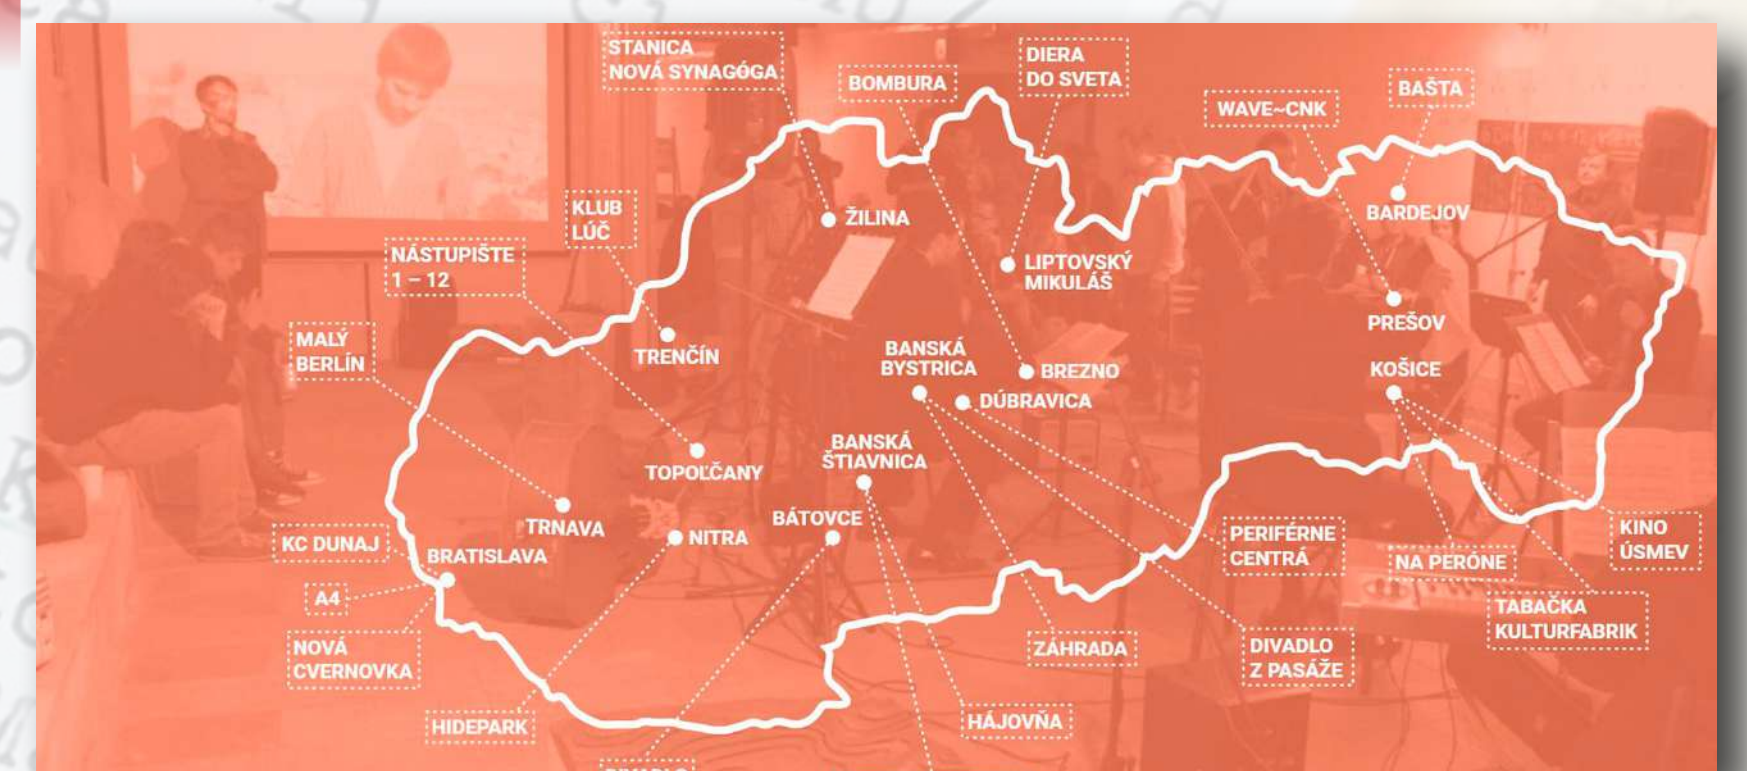 STANICA
NOVÁ SYNAGÓGA
BOMBURA
DIERA
DO SVETA
WAVE~CNK
BAŠTA
KLUB
LÚČ
ŽILINA
BARDEJOV
NÁSTUPIŠTE
1 – 12
LIPTOVSKÝ
MIKULÁŠ
PREŠOV
MALÝ
BERLÍN
TRENČÍN
BANSKÁ
BYSTRICA
BREZNO
KOŠICE
DÚBRAVICA
BANSKÁ
ŠTIAVNICA
TOPOĽČANY
TRNAVA
BÁTOVCE
NITRA
KC DUNAJ
BRATISLAVA
PERIFÉRNE
CENTRÁ
NA PERÓNE
KINO
ÚSMEV
A4
TABAČKA
KULTURFABRIK
NOVÁ
CVERNOVKA
ZÁHRADA
DIVADLO
Z PASÁŽE
HIDEPARK
HÁJOVŇA